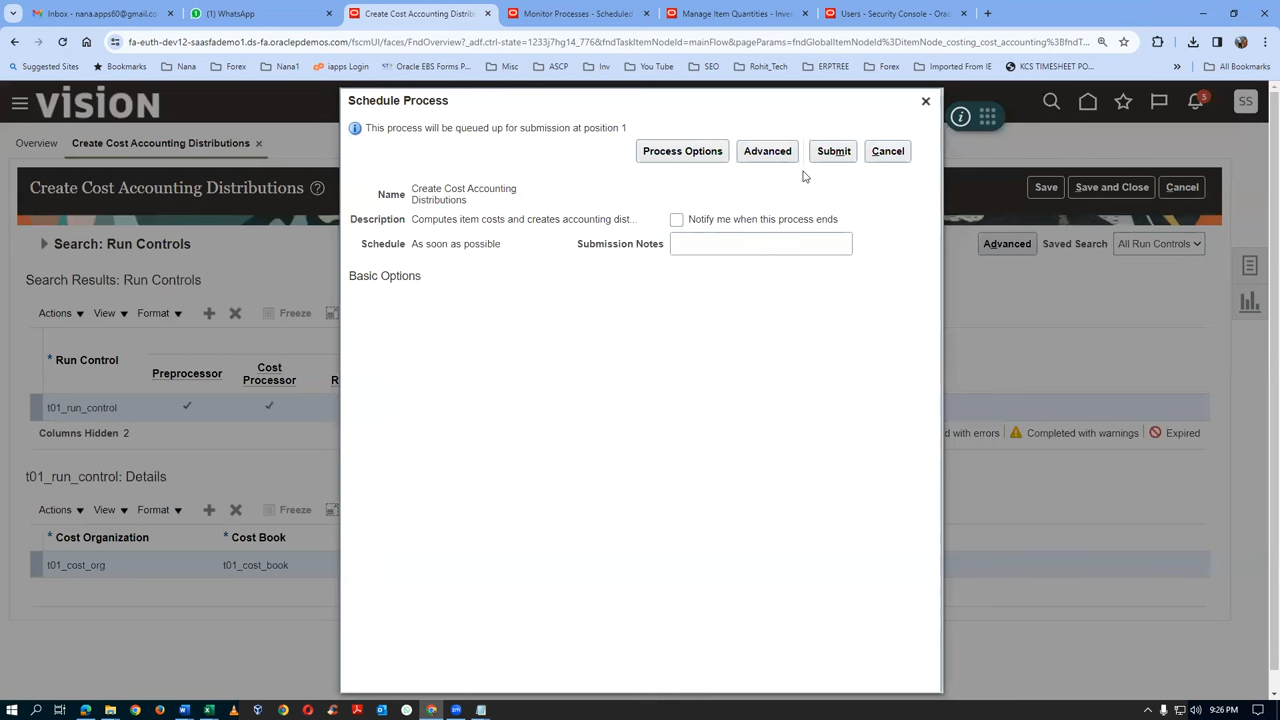 Inbox - nana.apps60@gmail.co
(1) WhatsApp
Create Cost Accounting Distrib
Monitor Processes - Scheduled
Manage Item Quantities - Inven
Users - Security Console - Orac
fa-euth-dev12-saasfademo1.ds-fa.oraclepdemos.com/fscmUI/faces/FndOverview?_adf.ctrl-state=1233j7hg14_776&fndTaskItemNodeId=mainFlow&pageParams=fndGlobalItemNodeId%3DitemNode_costing_cost_accounting%3BfndT...
Suggested Sites
Bookmarks
Nana
Forex
Nana1
iapps Login
Oracle EBS Forms P...
Misc
ASCP
Inv
You Tube
SEO
Rohit_Tech
ERPTREE
Forex
Imported From IE
KCS TIMESHEET PO...
»
All Bookmarks
VISION
5
SS
Overview
Create Cost Accounting Distributions
Create Cost Accounting Distributions
Save
Save and Close
Cancel
Search: Run Controls
Advanced
Saved Search
All Run Controls
Search Results: Run Controls
Actions
View
Format
Freeze
* Run Control
Preprocessor
Cost
Processor
R
t01_run_control
Columns Hidden 2
d with errors
Completed with warnings
Expired
t01_run_control: Details
Actions
View
Format
Freeze
* Cost Organization
* Cost Book
t01_cost_org
t01_cost_book
Schedule Process
This process will be queued up for submission at position 1
Process Options
Advanced
Submit
Cancel
Name
Create Cost Accounting
Distributions
Description
Computes item costs and creates accounting dist...
Notify me when this process ends
Schedule
As soon as possible
Submission Notes
Basic Options
9:26 PM